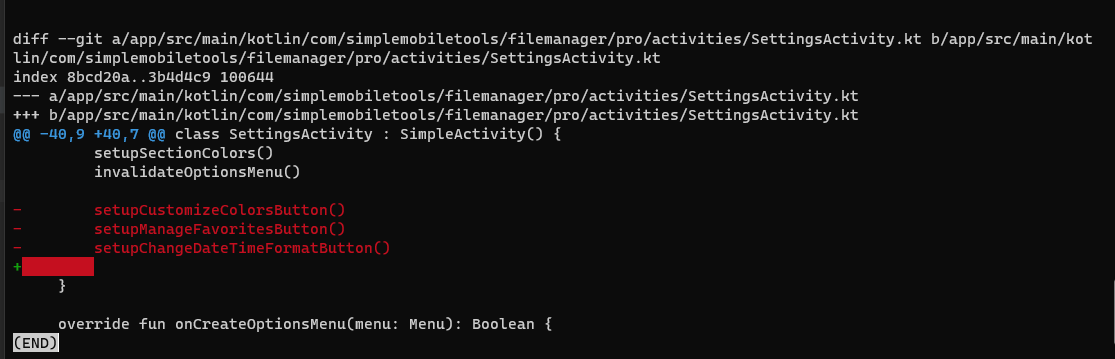 diff --git a/app/src/main/kotlin/com/simplemobiletools/filemanager/pro/activities/SettingsActivity.kt b/app/src/main/kot
lin/com/simplemobiletools/filemanager/pro/activities/SettingsActivity.kt
index 8bcd20a..3b4d4c9 100644
--- a/app/src/main/kotlin/com/simplemobiletools/filemanager/pro/activities/SettingsActivity.kt
+++ b/app/src/main/kotlin/com/simplemobiletools/filemanager/pro/activities/SettingsActivity.kt
@@ -40,9 +40,7 @@ class SettingsActivity : SimpleActivity() {
         setupSectionColors()
         invalidateOptionsMenu()

-        setupCustomizeColorsButton()
-        setupManageFavoritesButton()
-        setupChangeDateTimeFormatButton()
+
     }

     override fun onCreateOptionsMenu(menu: Menu): Boolean {
(END)